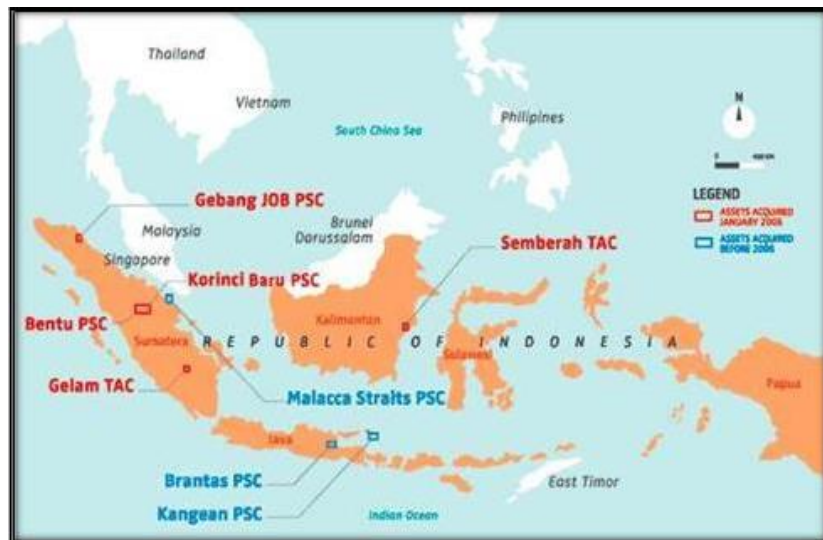 Thailand
Vietnam
South China Sea
Philipines
N
0
LEGEND
ASSETS ACQUIRED
JANUARY 2006
ASSETS ACQUIRED
BEFORE 2006
Gebang JOB PSC
Malaysia
Brunei
Darussalam
Semberah TAC
Singapore
Korinci Baru PSC
Kalimantan
Bentu PSC
Sumatera
REPUBLIC OF INDONESIA
Sulawesi
Gelam TAC
Malacca Straits PSC
Papua
Java
Brantas PSC
East Timor
Kangean PSC
Indian Ocean